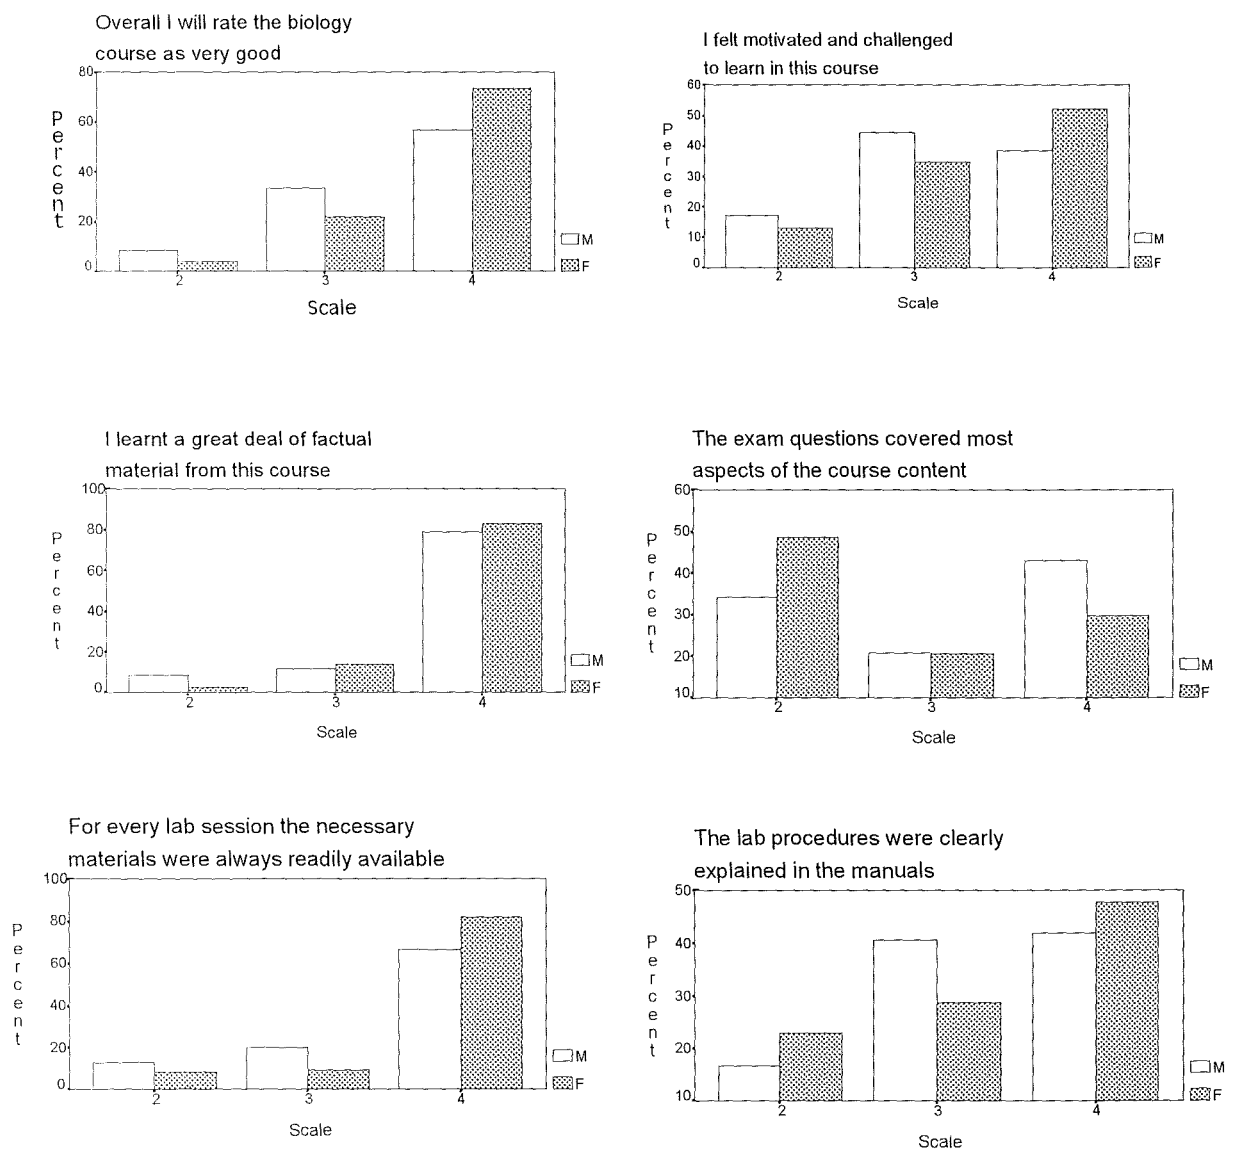 Overall I will rate the biology
course as very good
80
60
40
20
0
Percent
2 3 4
Scale
M
F
I felt motivated and challenged
to learn in this course
60
50
40
30
20
10
0
Percent
2 3 4
Scale
M
F
I learnt a great deal of factual
material from this course
100
80
60
40
20
0
Percent
2 3 4
Scale
M
F
The exam questions covered most
aspects of the course content
60
50
40
30
20
10
Percent
2 3 4
Scale
M
F
For every lab session the necessary
materials were always readily available
100
80
60
40
20
0
Percent
2 3 4
Scale
M
F
The lab procedures were clearly
explained in the manuals
50
40
30
20
10
Percent
2 3 4
Scale
M
F